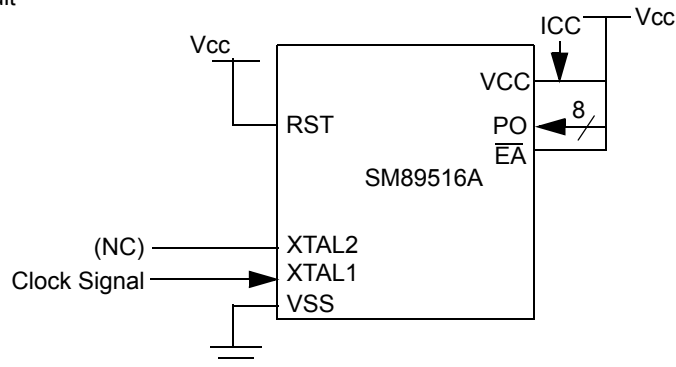 Vcc
ICC
Vcc
VCC
8
RST
PO
EA
SM89516A
(NC)
XTAL2
Clock Signal
XTAL1
VSS